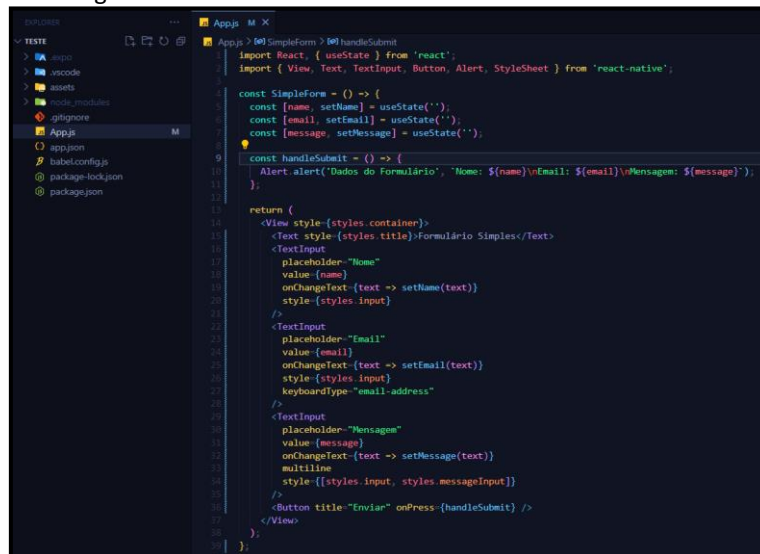 EXPLORER ...
TESTE
.expo
.vscode
assets
node_modules
.gitignore
App.js M
app.json
babel.config.js
package-lock.json
package.json
App.js M
App.js > SimpleForm > handleSubmit
1 import React, { useState } from 'react';
2 import { View, Text, TextInput, Button, Alert, StyleSheet } from 'react-native';
3
4 const SimpleForm = () => {
5 const [name, setName] = useState('');
6 const [email, setEmail] = useState('');
7 const [message, setMessage] = useState('');
8
9 const handleSubmit = () => {
10 Alert.alert('Dados do Formulário', `Nome: ${name}\nEmail: ${email}\nMensagem: ${message}`);
11 };
12
13 return (
14 <View style={styles.container}>
15 <Text style={styles.title}>Formulário Simples</Text>
16 <TextInput
17 placeholder="Nome"
18 value={name}
19 onChangeText={text => setName(text)}
20 style={styles.input}
21 />
22 <TextInput
23 placeholder="Email"
24 value={email}
25 onChangeText={text => setEmail(text)}
26 style={styles.input}
27 keyboardType="email-address"
28 />
29 <TextInput
30 placeholder="Mensagem"
31 value={message}
32 onChangeText={text => setMessage(text)}
33 multiline
34 style={[styles.input, styles.messageInput]}
35 />
36 <Button title="Enviar" onPress={handleSubmit} />
37 </View>
38 );
39 };